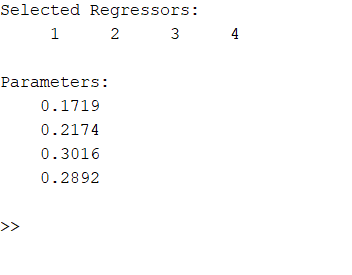 Selected Regressors:
1 2 3 4
Parameters:
0.1719
0.2174
0.3016
0.2892
>>